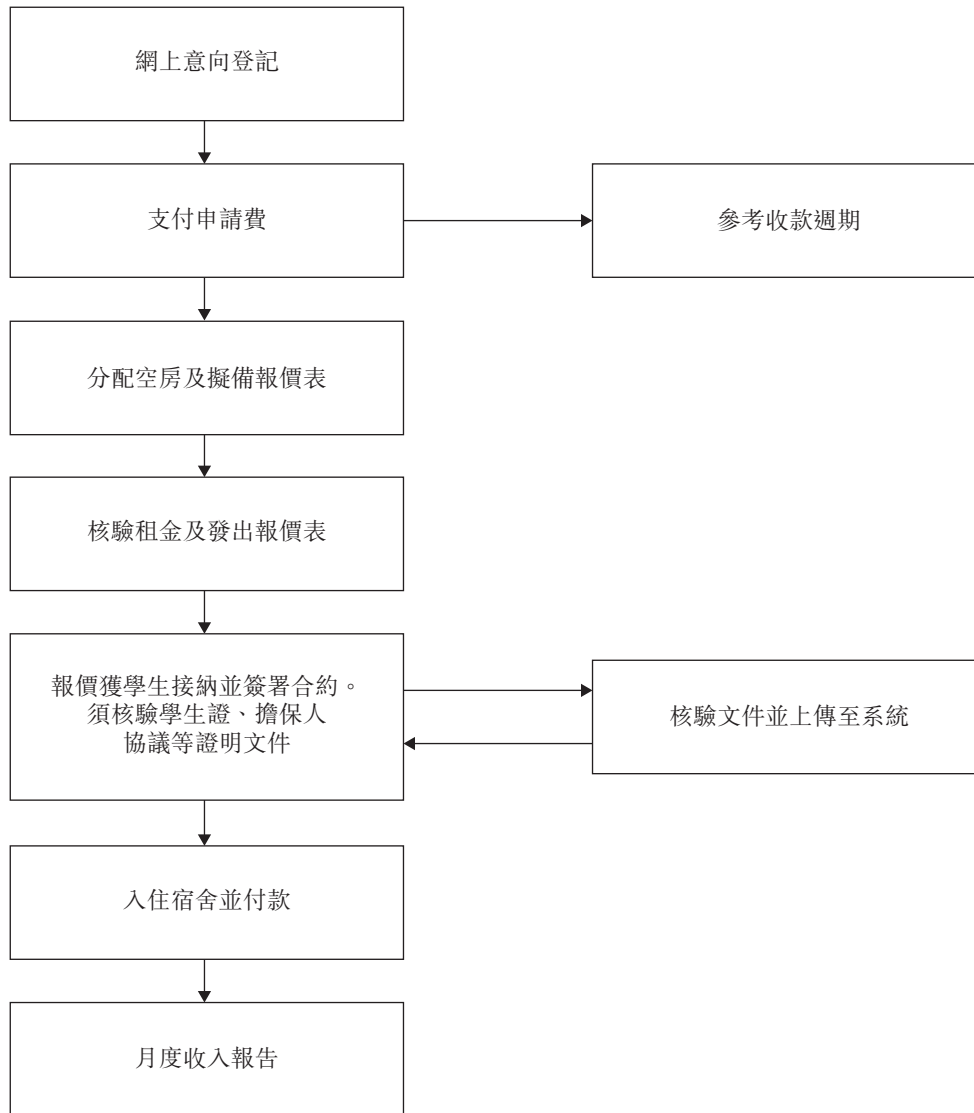 網上意向登記
支付申請費
參考收款週期
分配空房及擬備報價表
核驗租金及發出報價表
報價獲學生接納並簽署合約。
須核驗學生證、擔保人
協議等證明文件
核驗文件並上傳至系統
入住宿舍並付款
月度收入報告